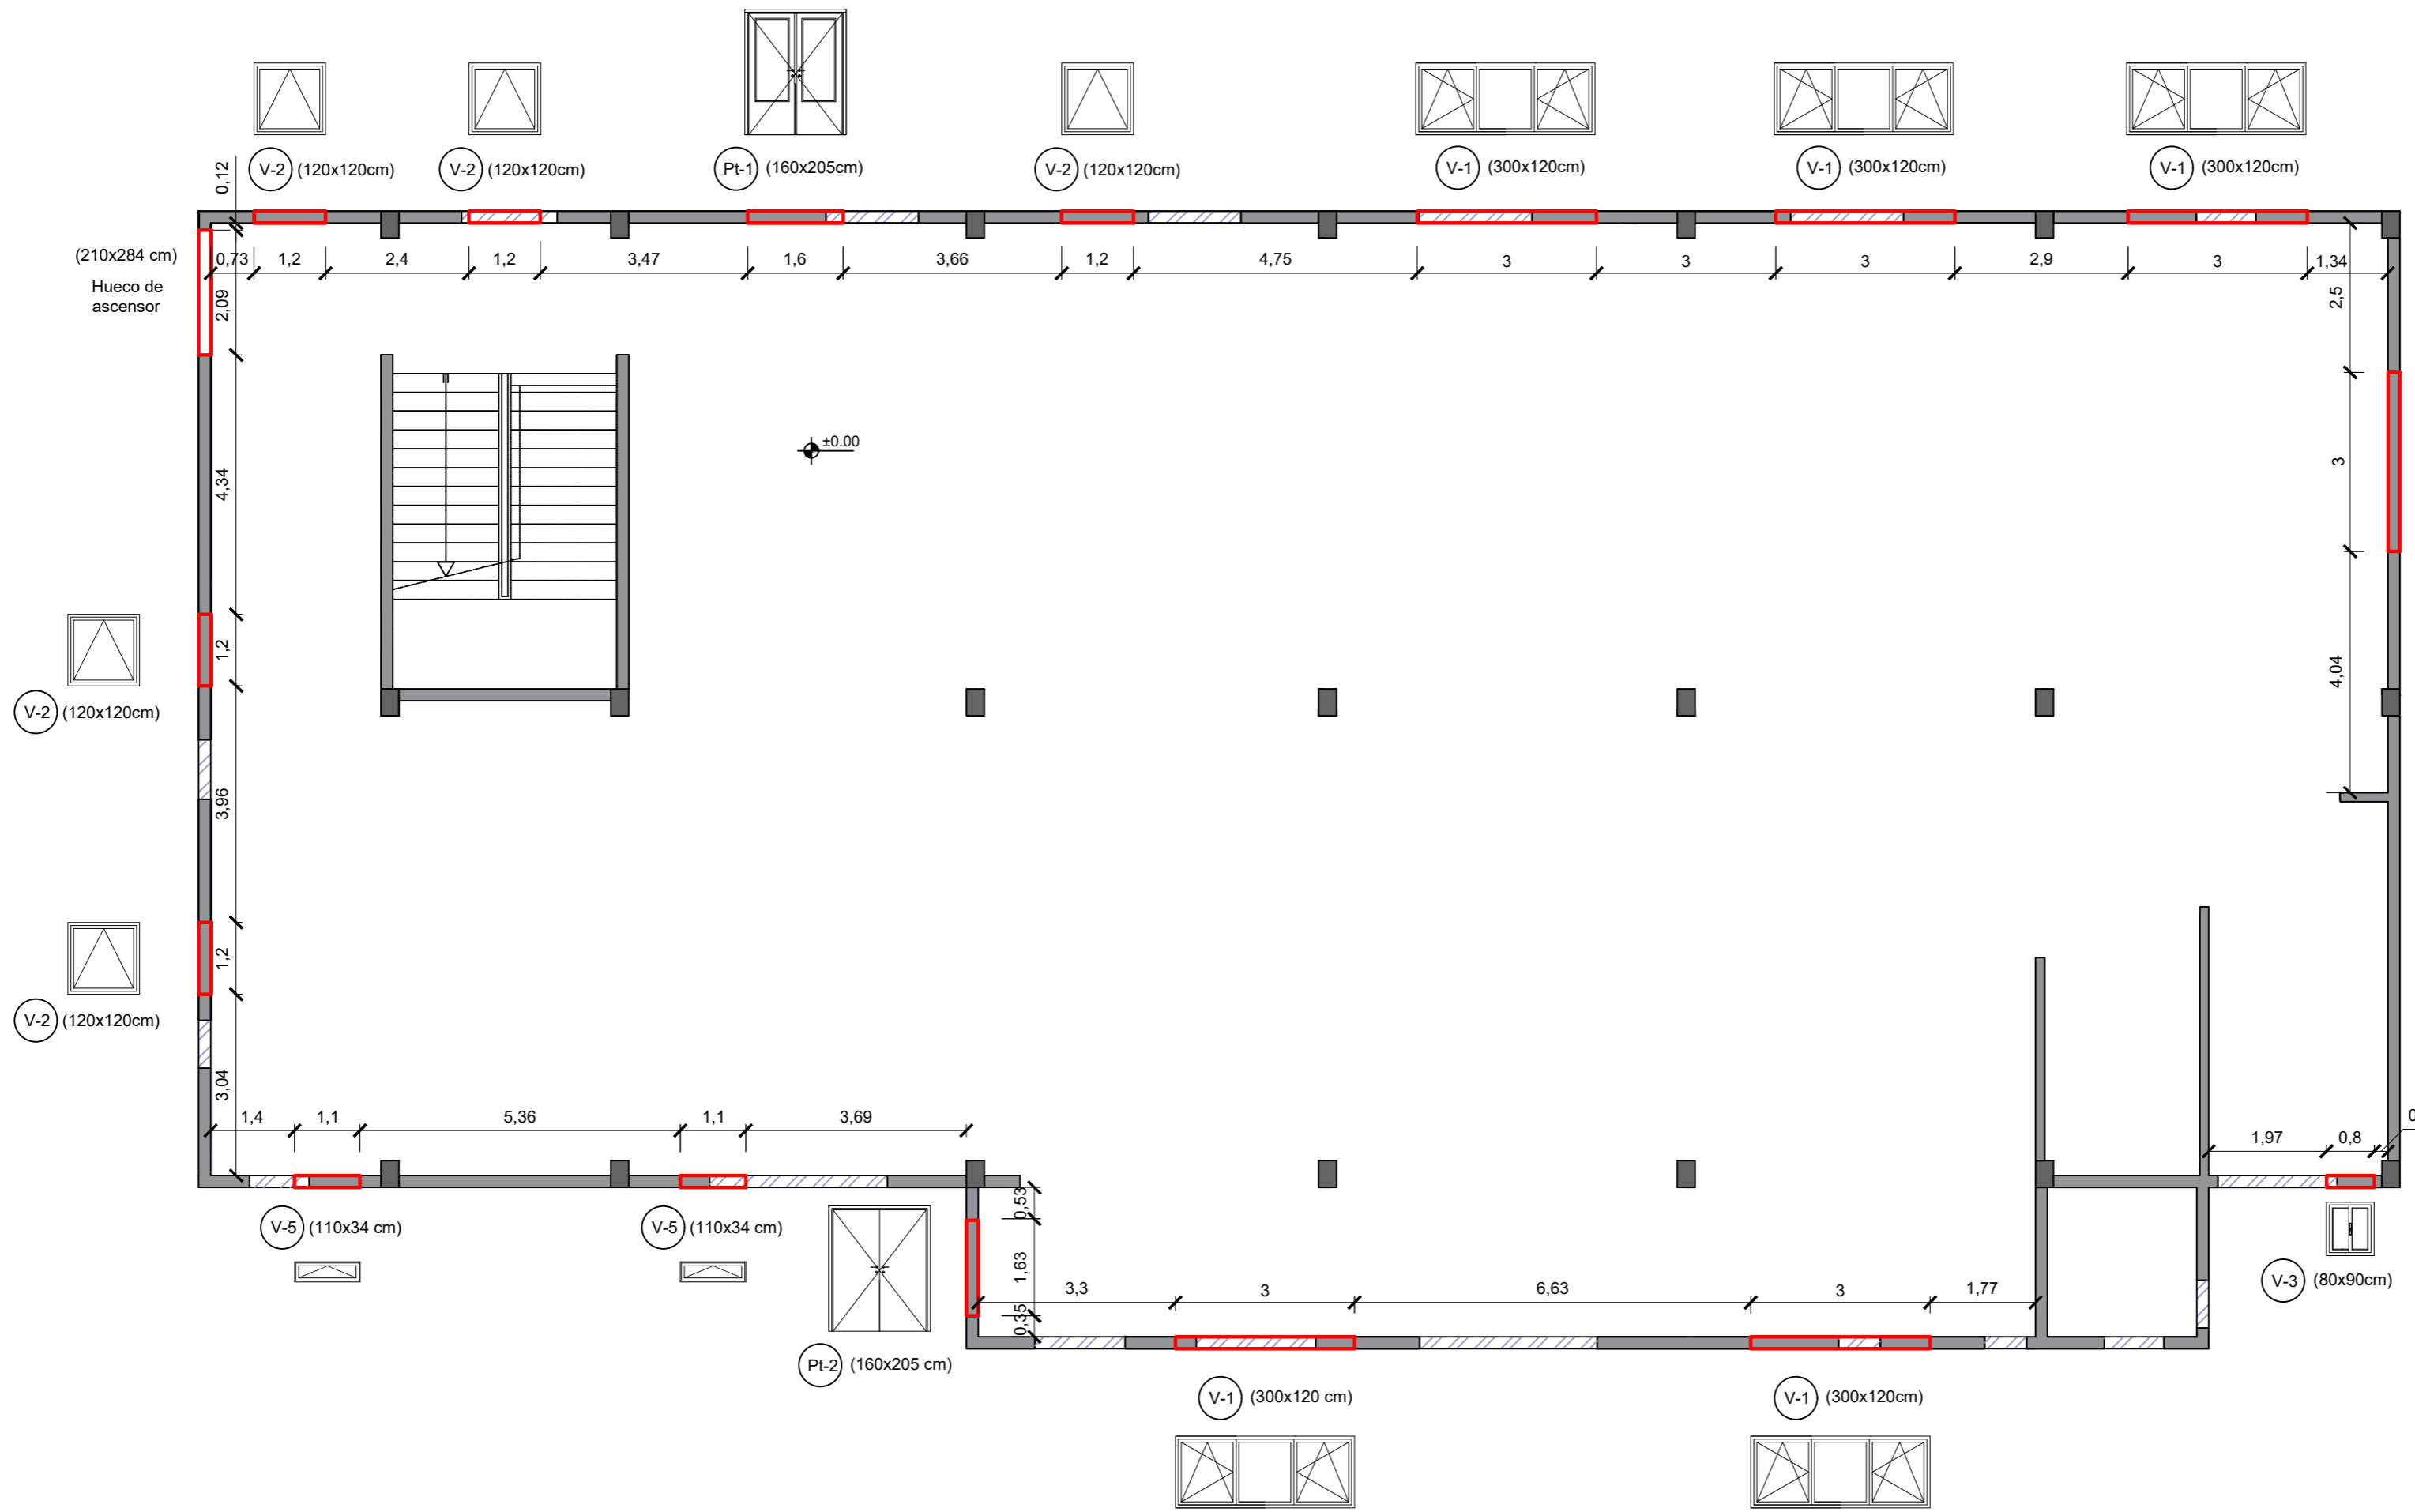 V-2 (120x120cm)
V-2 (120x120cm)
Pt-1 (160x205cm)
V-2 (120x120cm)
V-1 (300x120cm)
V-1 (300x120cm)
V-1 (300x120cm)
0,12
(210x284 cm)
Hueco de
ascensor
0,73
1,2
2,4
1,2
3,47
1,6
3,66
1,2
4,75
3
3
3
2,9
3
1,34
2,09
2,5
±0.00
4,34
3
1,2
4,04
V-2 (120x120cm)
3,96
1,2
V-2 (120x120cm)
3,04
1,4
1,1
5,36
1,1
3,69
1,97
0,8
0
0,53
V-5 (110x34 cm)
V-5 (110x34 cm)
1,63
3,3
3
6,63
3
1,77
V-3 (80x90cm)
0,35
Pt-2 (160x205 cm)
V-1 (300x120 cm)
V-1 (300x120cm)